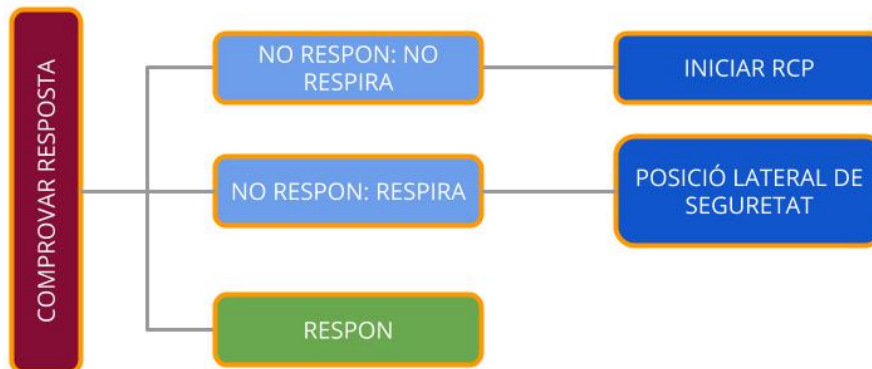 COMPROVAR RESPOSTA
NO RESPON: NO
RESPIRA
INICIAR RCP
NO RESPON: RESPIRA
POSICIÓ LATERAL DE
SEGURETAT
RESPON